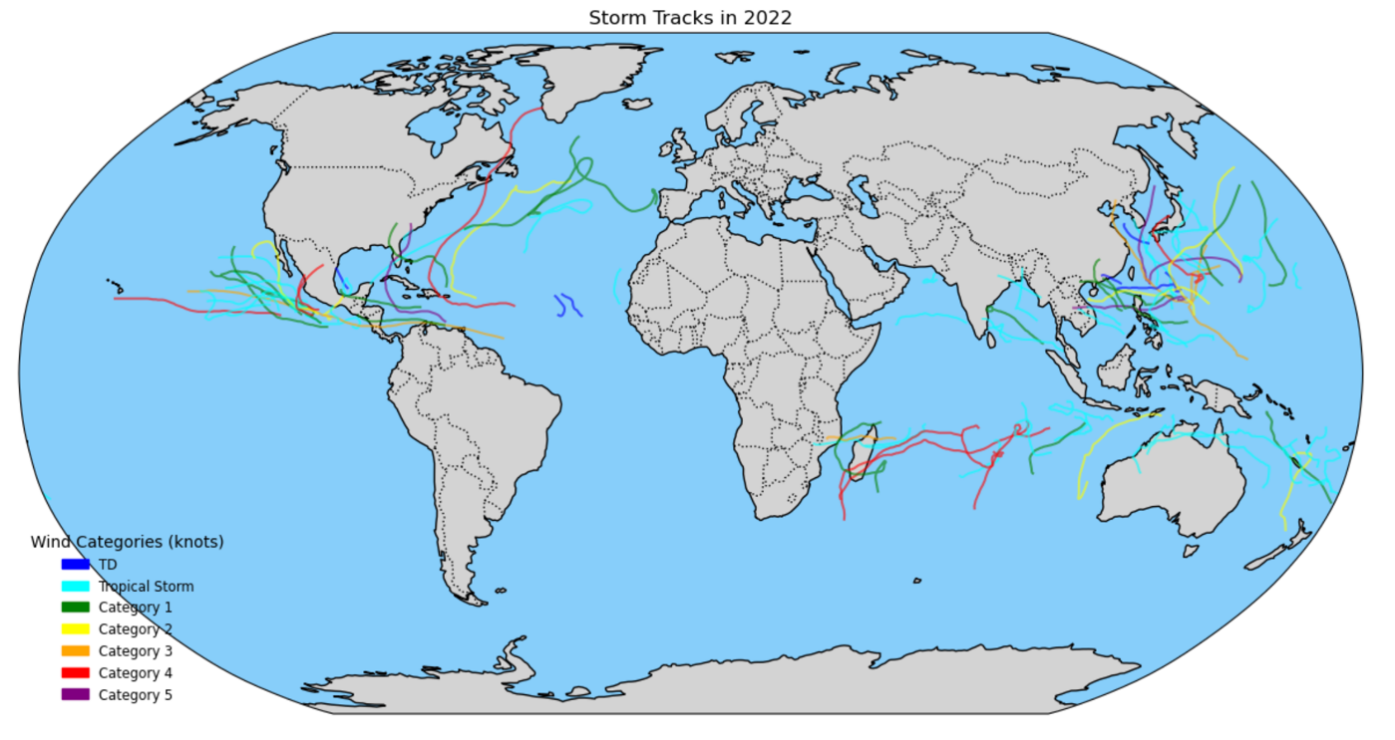 Storm Tracks in 2022
Wind Categories (knots)
TD
Tropical Storm
Category 1
Category 2
Category 3
Category 4
Category 5